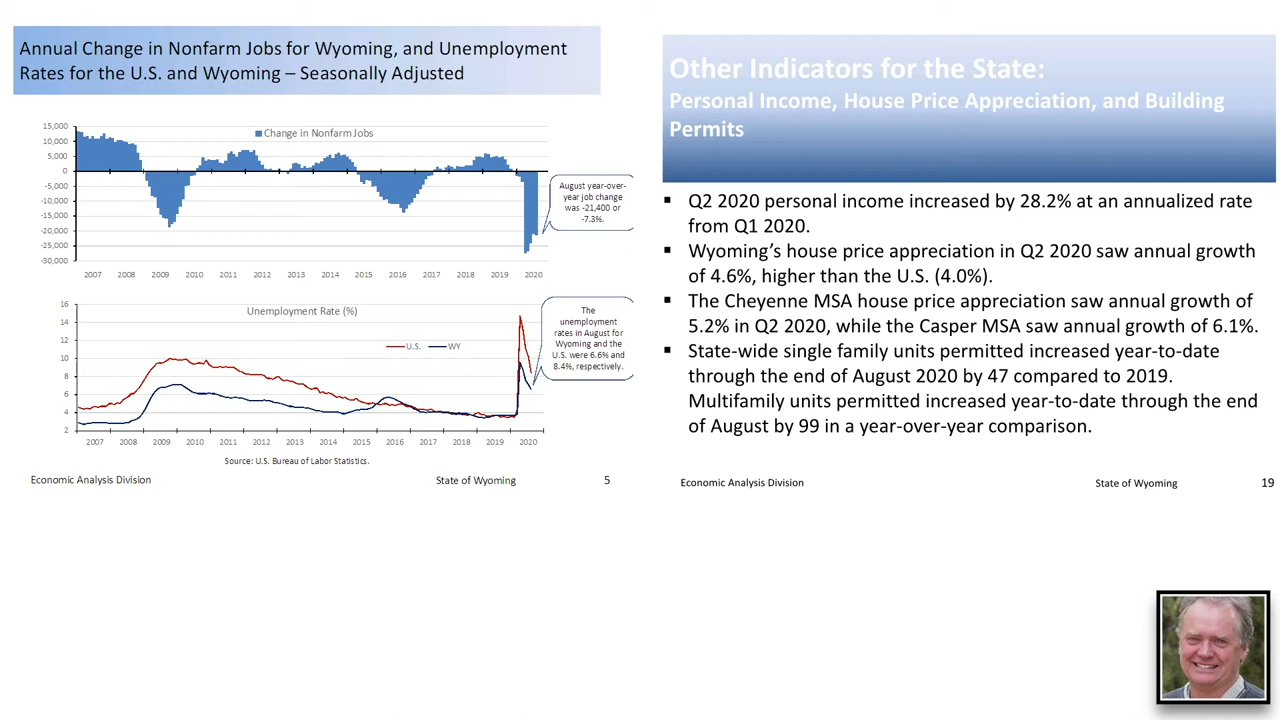 Annual Change in Nonfarm Jobs for Wyoming, and Unemployment
Rates for the U.S. and Wyoming – Seasonally Adjusted
Change in Nonfarm Jobs
15,000
10,000
5,000
0
-5,000
-10,000
-15,000
-20,000
-25,000
-30,000
2007 2008 2009 2010 2011 2012 2013 2014 2015 2016 2017 2018 2019 2020
August year-over-
year job change
was -21,400 or
-7.3%.
Unemployment Rate (%)
U.S. WY
16
14
12
10
8
6
4
2
2007 2008 2009 2010 2011 2012 2013 2014 2015 2016 2017 2018 2019 2020
The
unemployment
rates in August for
Wyoming and the
U.S. were 6.6% and
8.4%, respectively.
Source: U.S. Bureau of Labor Statistics.
Economic Analysis Division State of Wyoming 5
Other Indicators for the State:
Personal Income, House Price Appreciation, and Building
Permits
▪ Q2 2020 personal income increased by 28.2% at an annualized rate
from Q1 2020.
▪ Wyoming’s house price appreciation in Q2 2020 saw annual growth
of 4.6%, higher than the U.S. (4.0%).
▪ The Cheyenne MSA house price appreciation saw annual growth of
5.2% in Q2 2020, while the Casper MSA saw annual growth of 6.1%.
▪ State-wide single family units permitted increased year-to-date
through the end of August 2020 by 47 compared to 2019.
Multifamily units permitted increased year-to-date through the end
of August by 99 in a year-over-year comparison.
Economic Analysis Division State of Wyoming 19